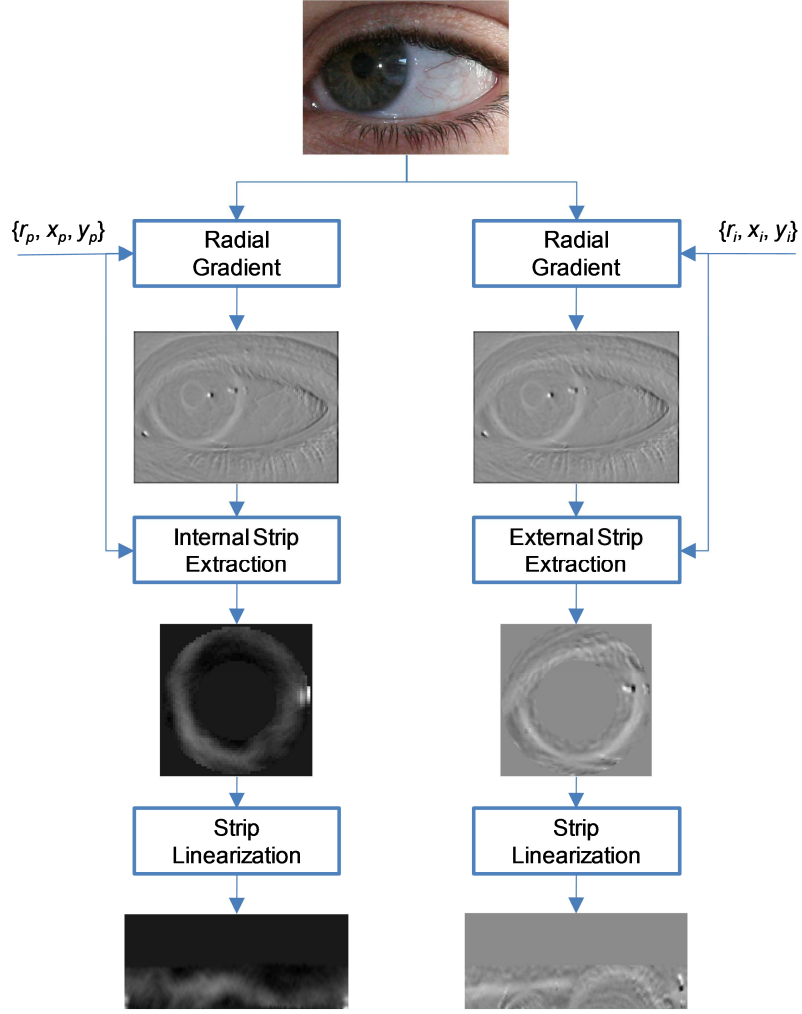 {rp, xp, yp}
Radial
Gradient
Radial
Gradient
{ri, xi, yi}
Internal Strip
Extraction
External Strip
Extraction
Strip
Linearization
Strip
Linearization